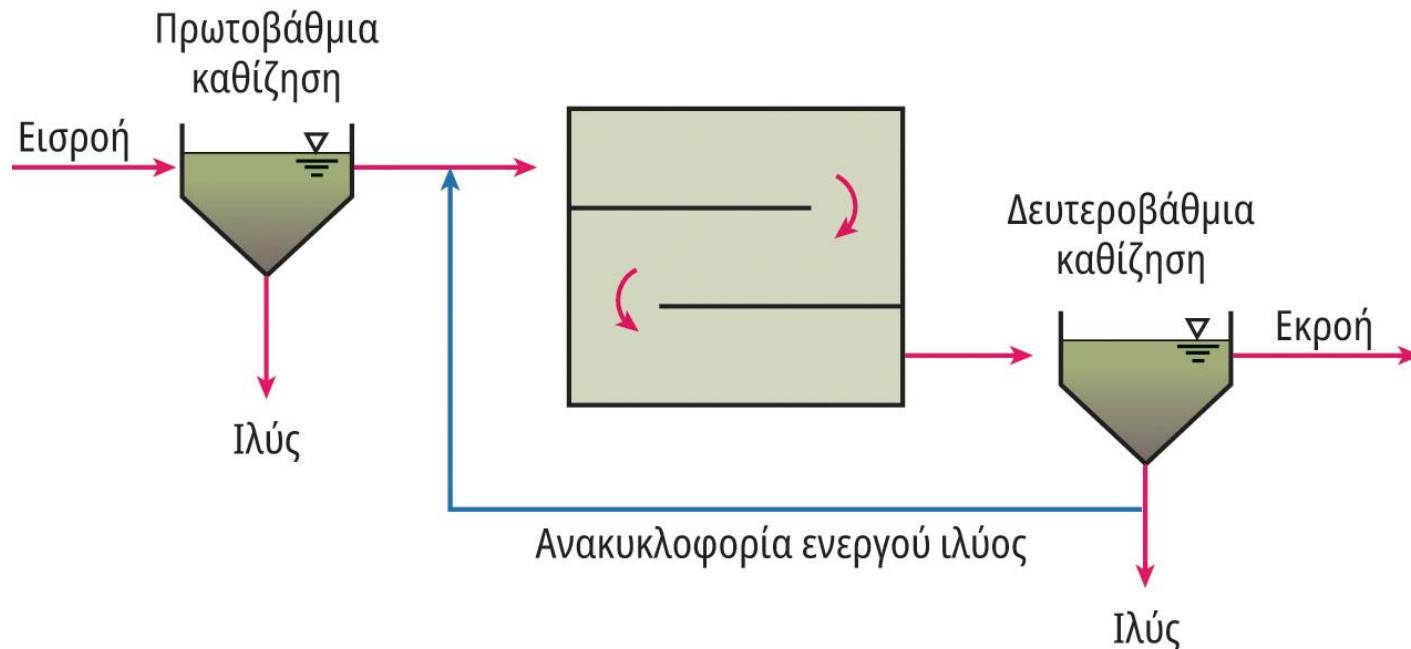 Πρωτοβάθμια
καθίζηση
Εισροή
Ιλύς
Δευτεροβάθμια
καθίζηση
Εκροή
Ανακυκλοφορία ενεργού ιλύος
Ιλύς